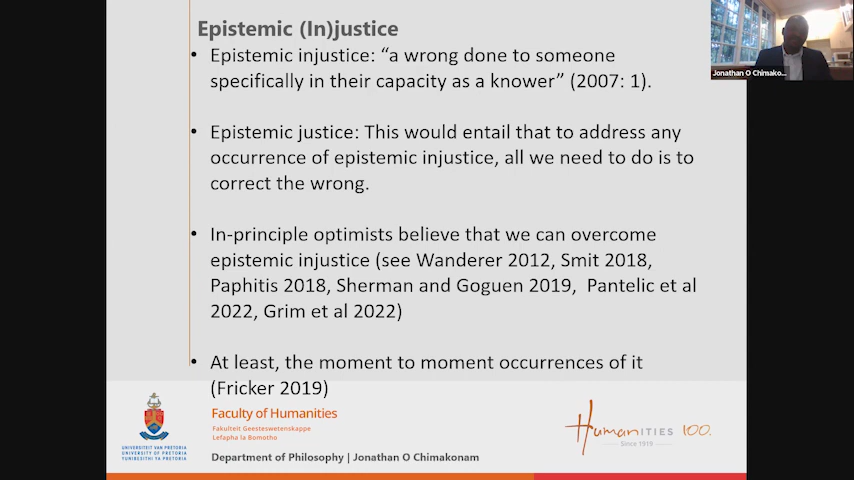 Epistemic (In)justice
• Epistemic injustice: “a wrong done to someone
specifically in their capacity as a knower” (2007: 1).
• Epistemic justice: This would entail that to address any
occurrence of epistemic injustice, all we need to do is to
correct the wrong.
• In-principle optimists believe that we can overcome
epistemic injustice (see Wanderer 2012, Smit 2018,
Paphitis 2018, Sherman and Goguen 2019, Pantelic et al
2022, Grim et al 2022)
• At least, the moment to moment occurrences of it
(Fricker 2019)
Jonathan O Chimako...
Faculty of Humanities
Fakulteit Geesteswetenskappe
Lefapha la Bomotho
UNIVERSITEIT VAN PRETORIA
UNIVERSITY OF PRETORIA
YUNIBESITHI YA PRETORIA
Humanities 100.
Since 1919
Department of Philosophy | Jonathan O Chimakonam